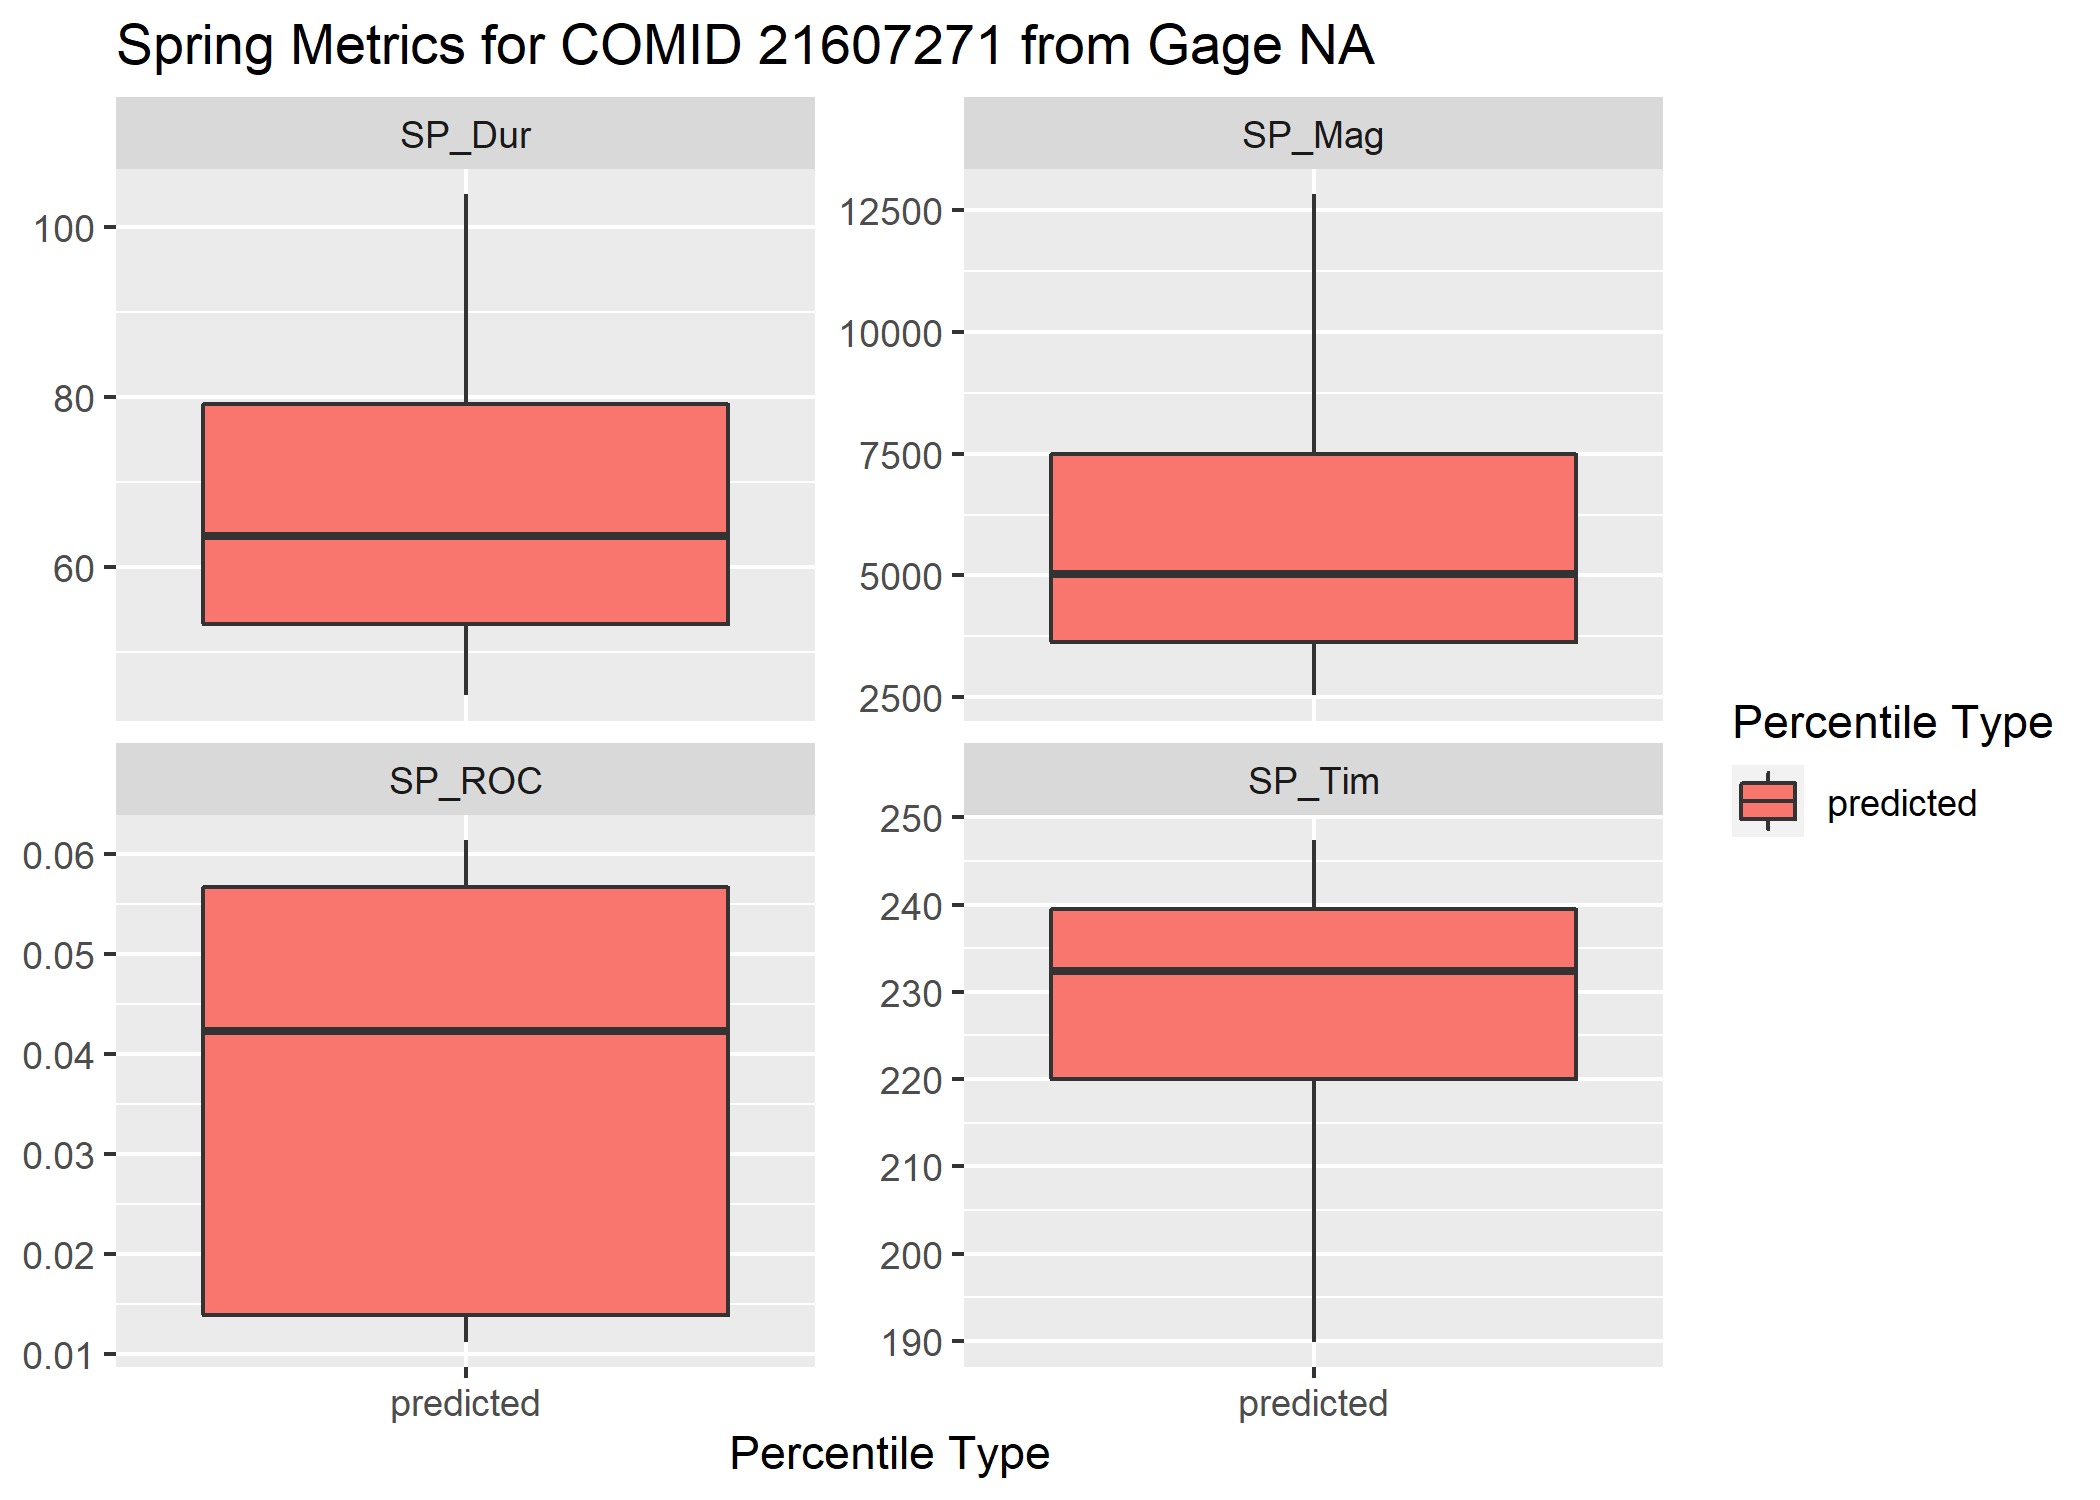 Spring Metrics for COMID 21607271 from Gage NA
SP_Dur
100
80
60
SP_Mag
12500
10000
7500
5000
2500
SP_ROC
0.06
0.05
0.04
0.03
0.02
0.01
predicted
SP_Tim
250
240
230
220
210
200
190
predicted
Percentile Type
Percentile Type
predicted